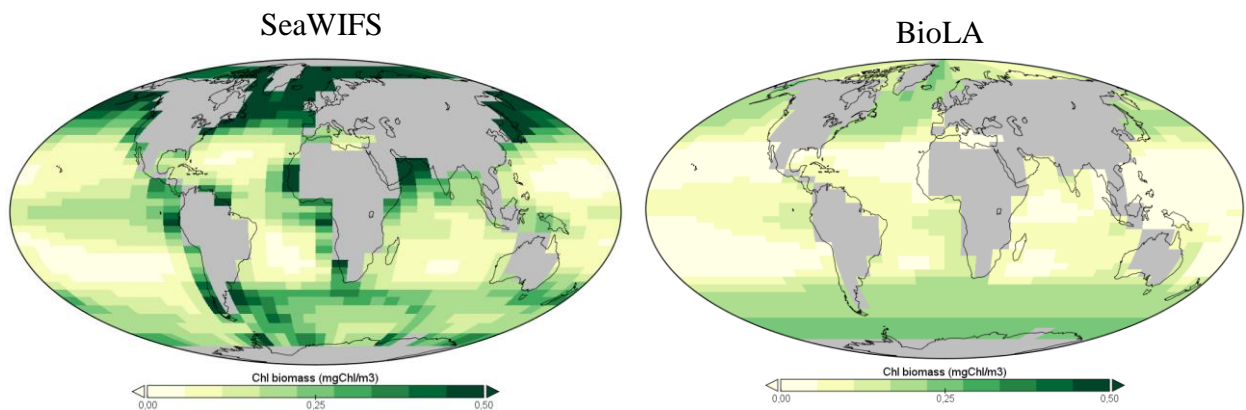 SeaWIFS
BioLA
Chl biomass (mgChl/m3)
0,00 0,25 0,50
Chl biomass (mgChl/m3)
0,00 0,25 0,50